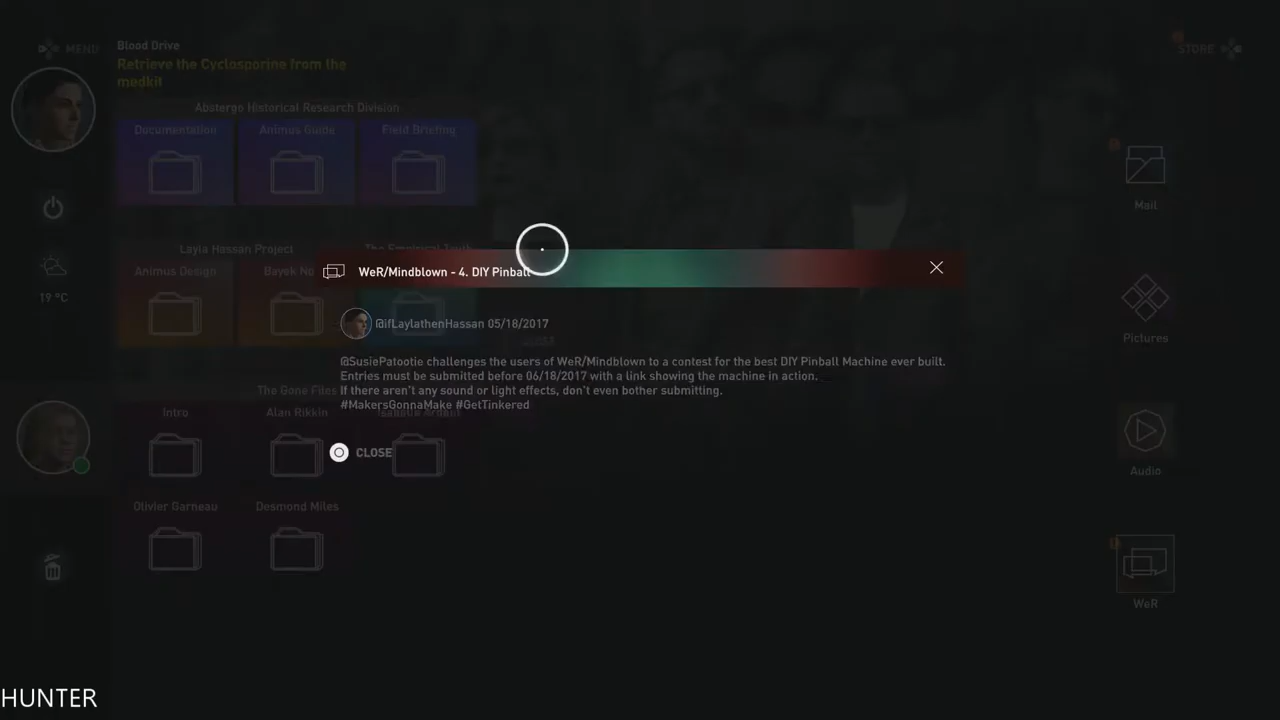 MENU
Blood Drive
STORE
Retrieve the Cyclosporine from the
medkit
Abstergo Historical Research Division
Documentation
Animus Guide
Field Briefing
Mail
Layla Hassan Project
The Empirical Truth
Animus Design
Bayek No
WeR/Mindblown - 4. DIY Pinball
19 °C
@ifLaylathenHassan 05/18/2017
Pictures
@SusiePatootie challenges the users of WeR/Mindblown to a contest for the best DIY Pinball Machine ever built.
Entries must be submitted before 06/18/2017 with a link showing the machine in action.
If there aren't any sound or light effects, don't even bother submitting.
#MakersGonnaMake #GetTinkered
The Gone Files
Intro
Alan Rikkin
CLOSE
Audio
Olivier Garneau
Desmond Miles
WeR
HUNTER